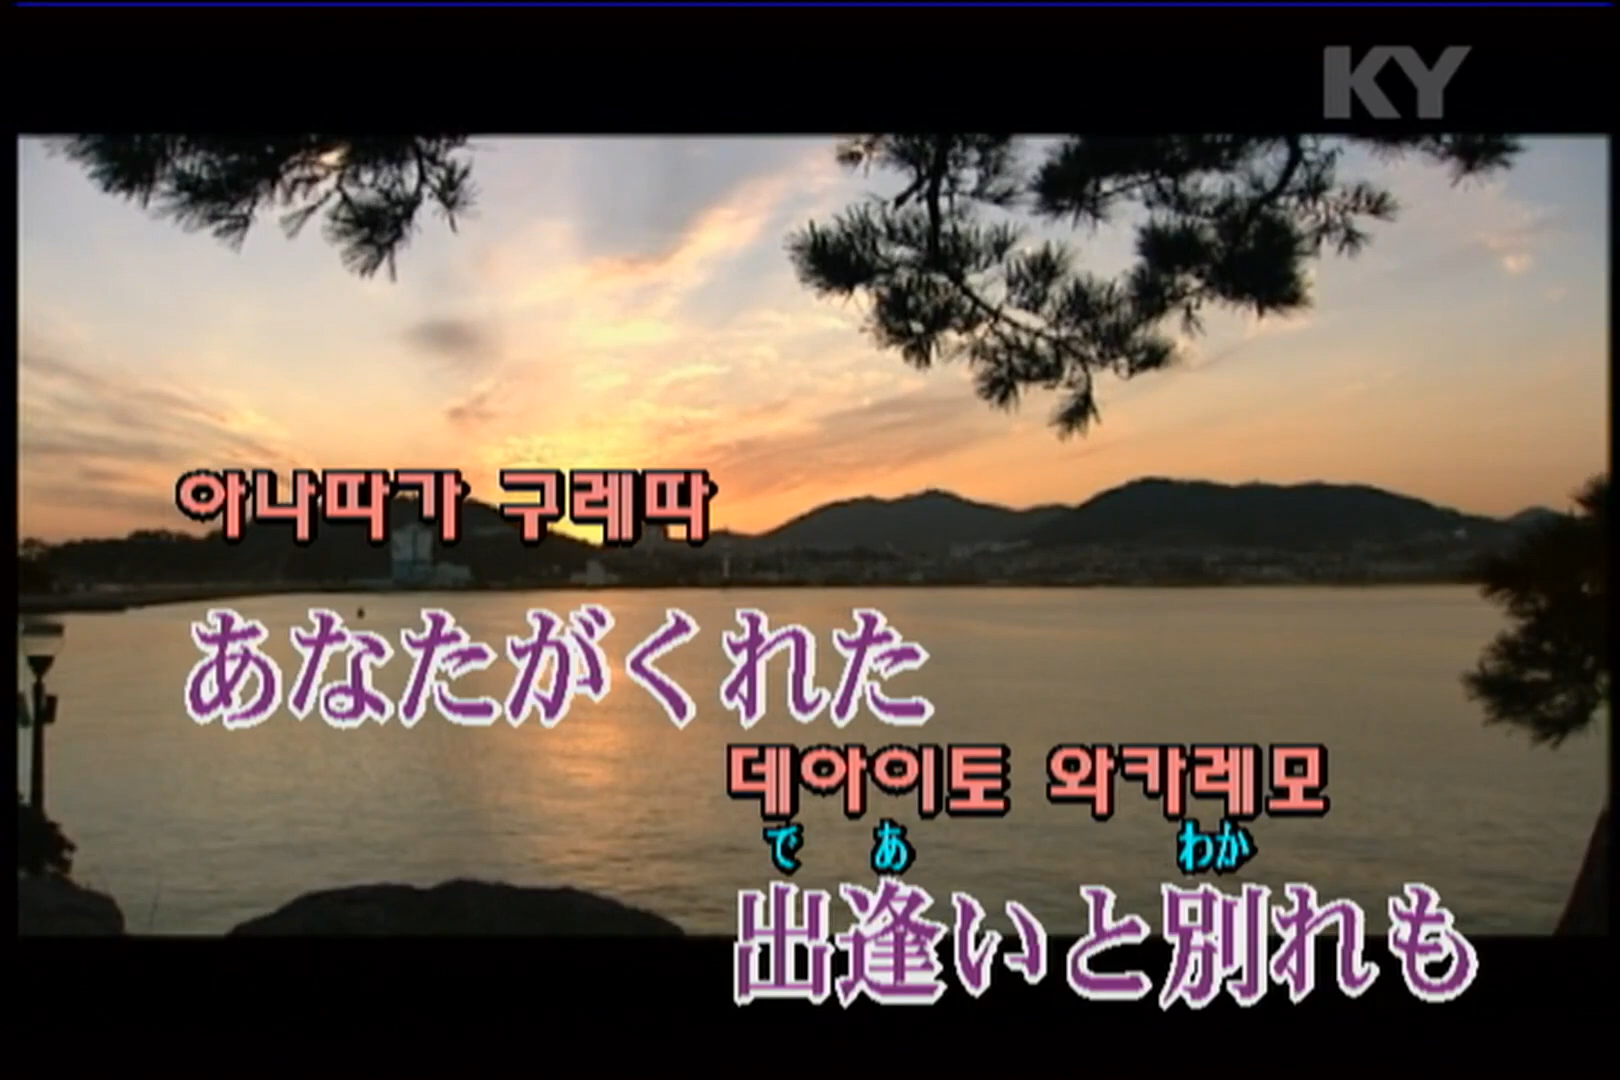 KY
아나따가 구레따
あなたがくれた
데아이토 와카레모
で あ わか
出逢いと別れも